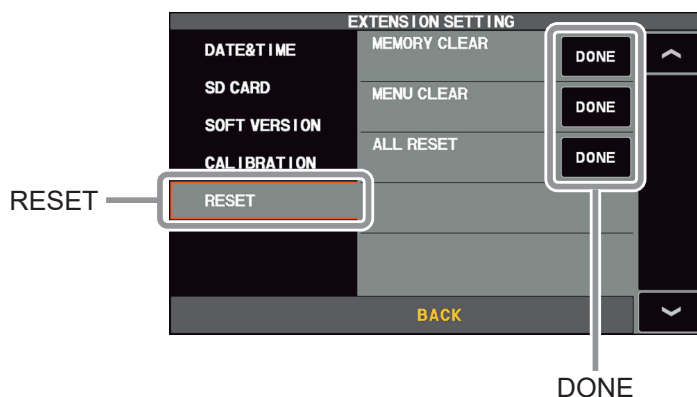 EXTENSION SETTING
DATE&TIME
SD CARD
SOFT VERSION
CALIBRATION
RESET
MEMORY CLEAR
DONE
MENU CLEAR
DONE
ALL RESET
DONE
BACK
RESET
DONE